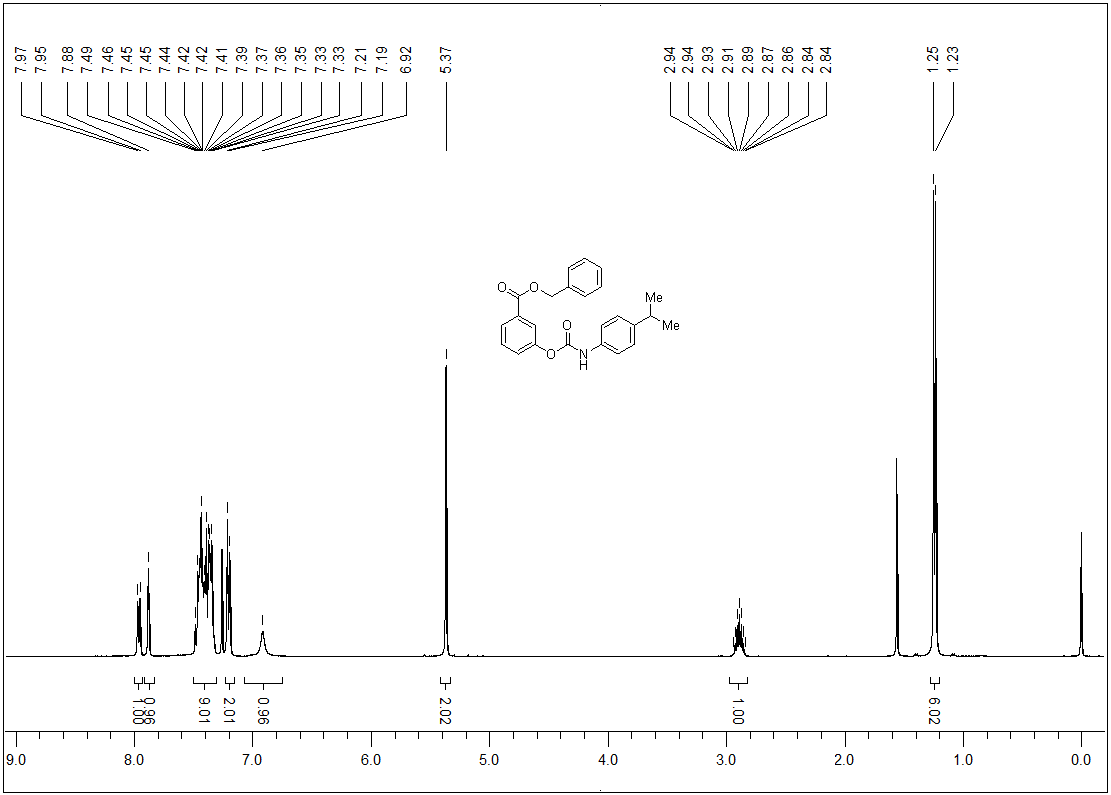 7.97 7.95 7.88 7.49 7.46 7.45 7.45 7.44 7.42 7.42 7.41 7.39 7.37 7.36 7.35 7.33 7.33 7.21 7.19 6.92 5.37 2.94 2.94 2.93 2.91 2.89 2.87 2.86 2.84 2.84 1.25 1.23
O O
Me
O Me
O N
H
1.00 0.96 9.01 2.01 0.96 2.02 1.00 6.02
9.0 8.0 7.0 6.0 5.0 4.0 3.0 2.0 1.0 0.0